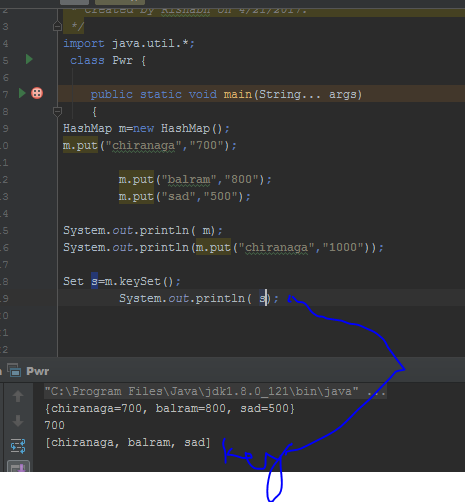 2 * Created by Rishabh on 4/21/2017.
3 */
4 import java.util.*;
5 class Pwr {
6
7 public static void main(String... args)
8 {
9 HashMap m=new HashMap();
10 m.put("chiranaga","700");
11
12 m.put("balram","800");
13 m.put("sad","500");
14
15 System.out.println( m);
16 System.out.println(m.put("chiranaga","1000"));
17
18 Set s=m.keySet();
19 System.out.println( s);
20
21
22
Pwr
"C:\Program Files\Java\jdk1.8.0_121\bin\java" ...
{chiranaga=700, balram=800, sad=500}
700
[chiranaga, balram, sad]
key